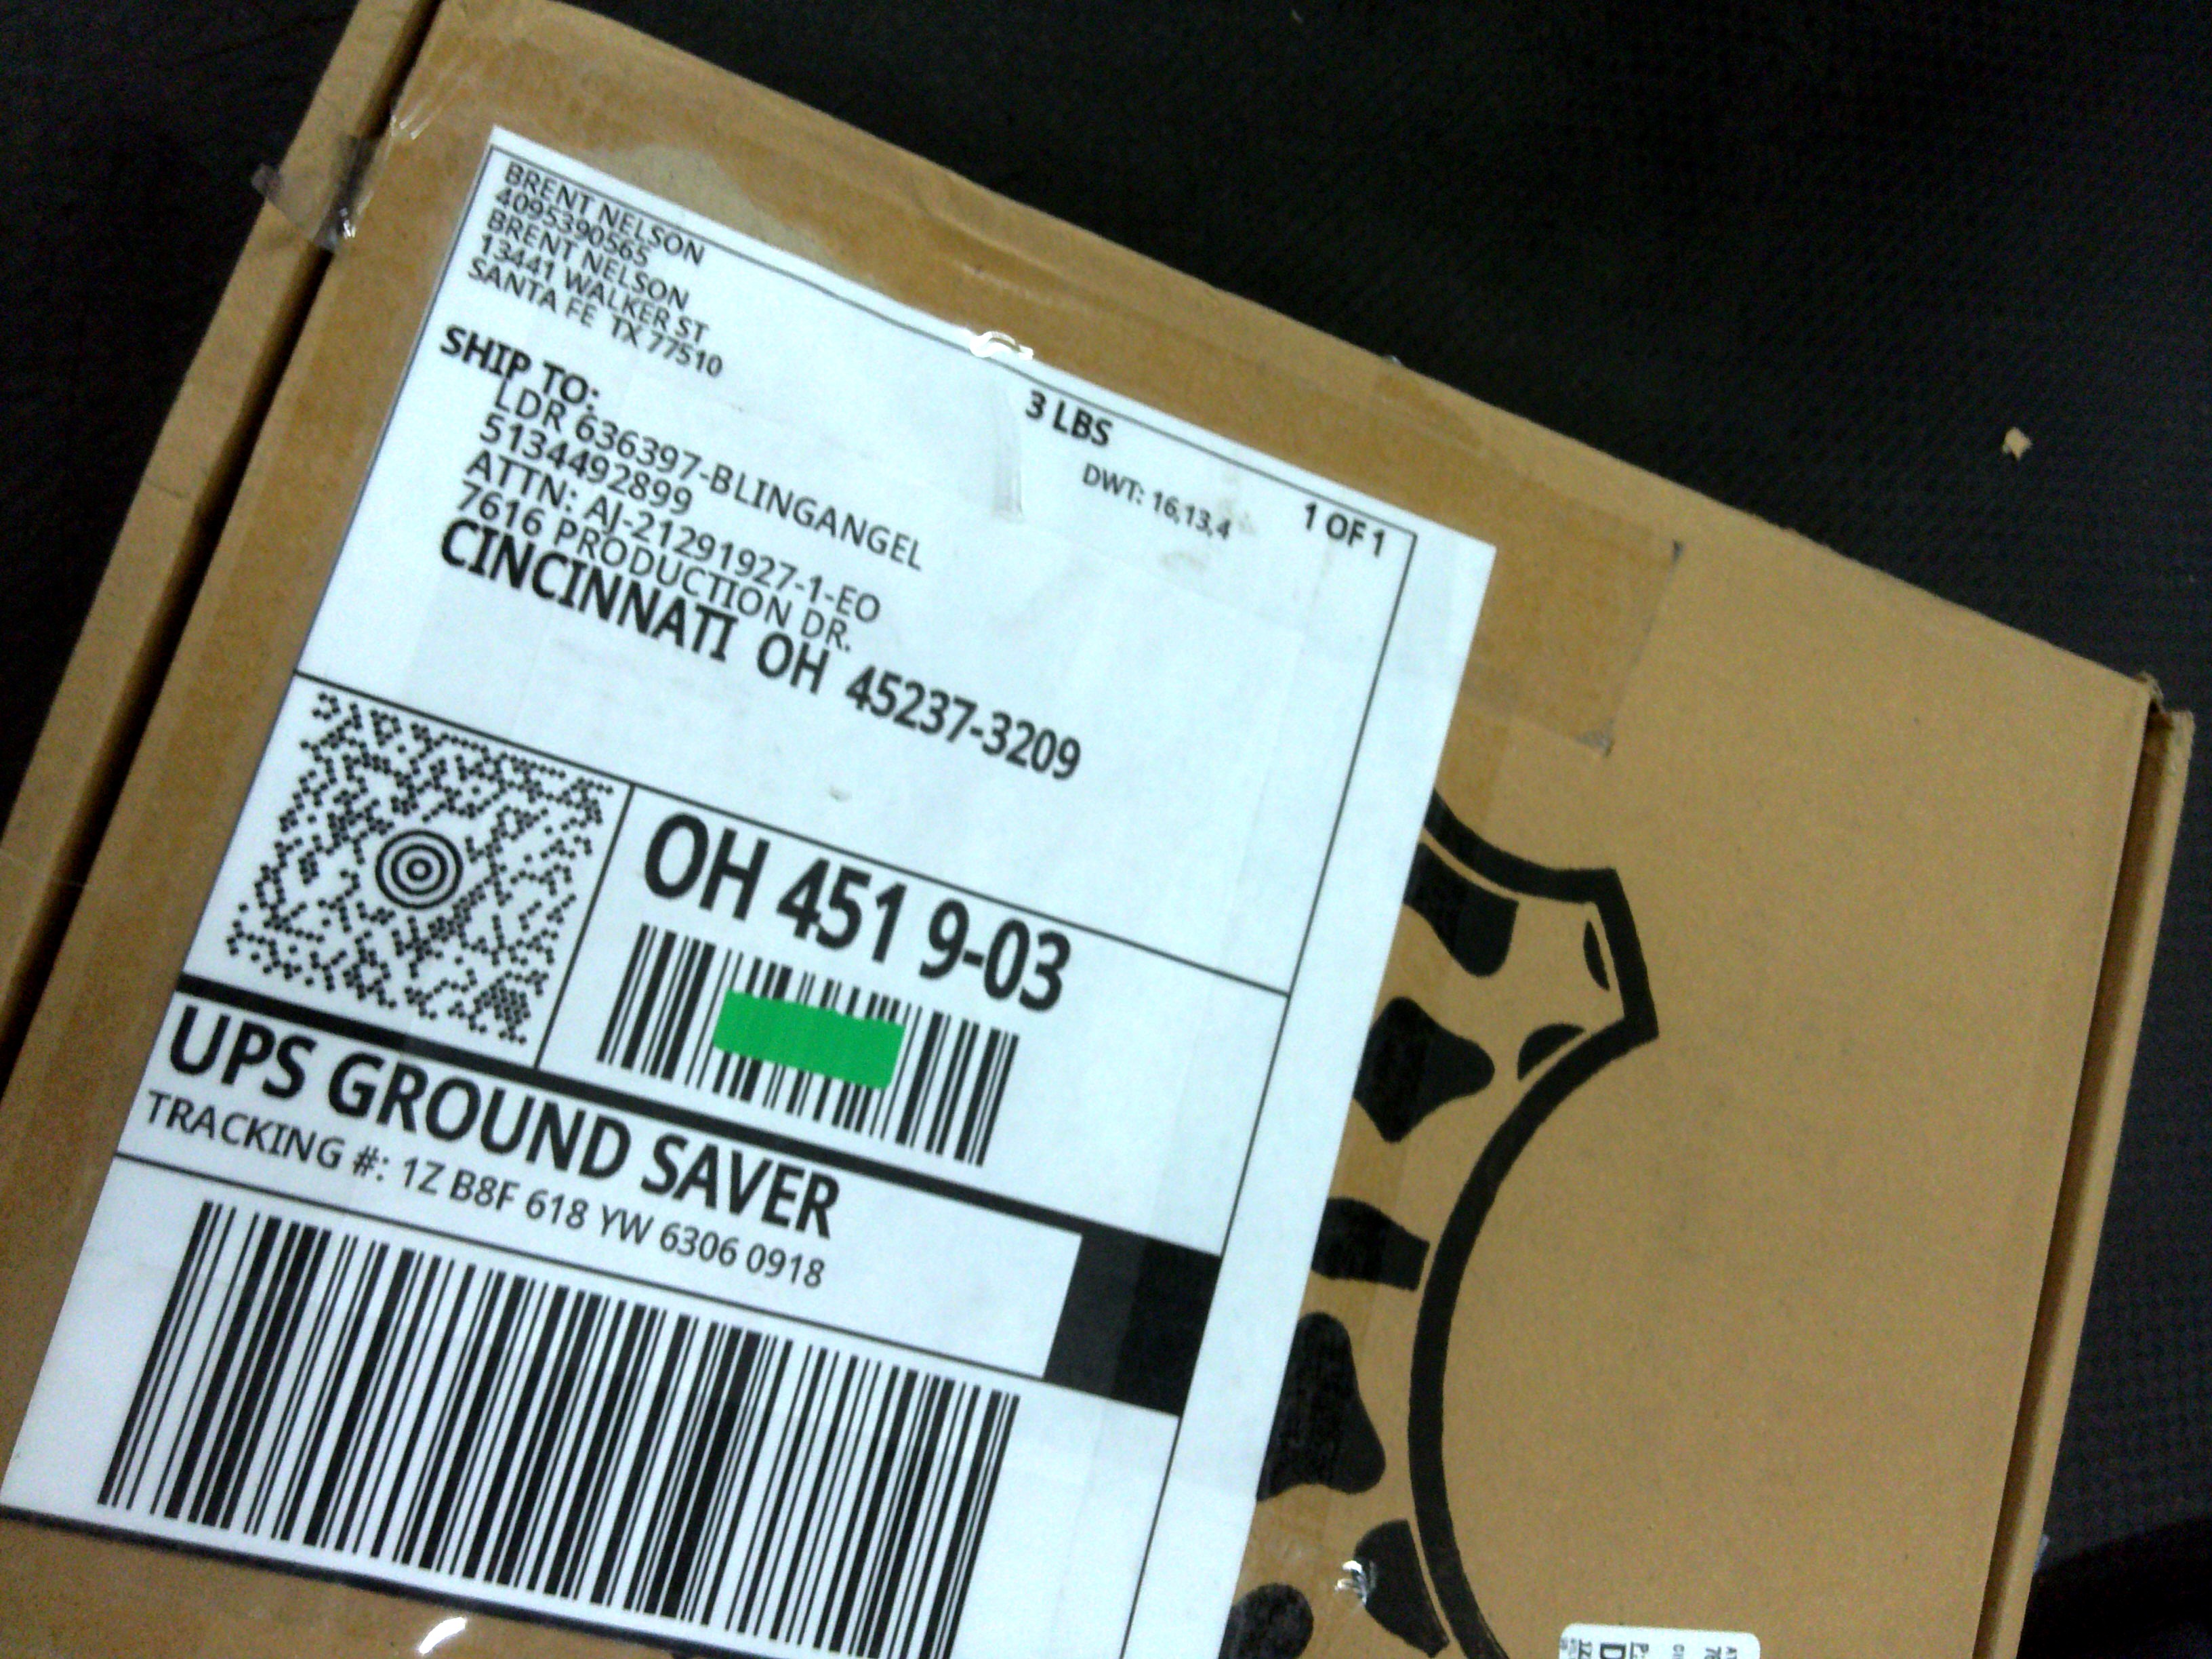 BRENT NELSON
4095390565
BRENT NELSON
13441 WALKER ST
SANTA FE TX 77510
3 LBS
1 OF 1
DWT: 16,13,4
SHIP TO:
LDR 636397-BLINGANGEL
5134492899
ATTN: AJ-21291927-1-EO
7616 PRODUCTION DR.
CINCINNATI OH 45237-3209
OH 451 9-03
UPS GROUND SAVER
TRACKING #: 1Z B8F 618 YW 6306 0918